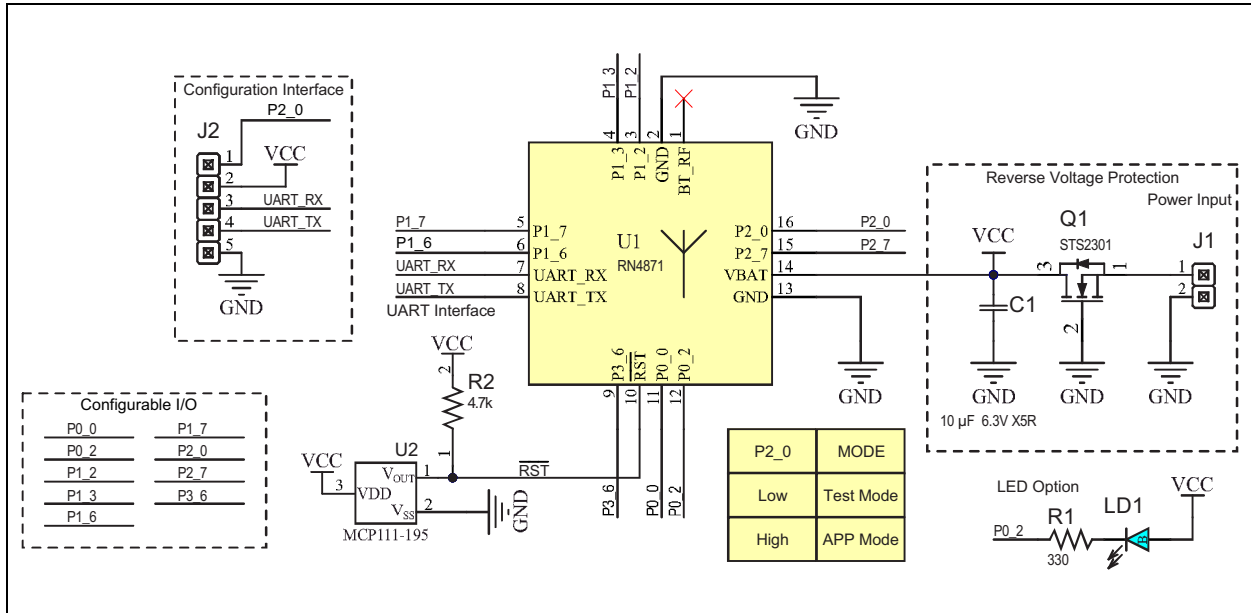 Configuration Interface
J2
P2_0
1
VCC
2
3
UART_RX
4
UART_TX
5
GND
P1_3
P1_2
4
3
2
1
P1_3
P1_2
GND
BT_RF
GND
P1_7
5
P1_7
P1_6
6
P1_6
UART_RX
7
UART_RX
UART_TX
8
UART_TX
UART Interface
U1
RN4871
P2_0
16
P2_0
P2_7
15
P2_7
VBAT
14
GND
13
GND
P3_6
RST
P0_0
P0_2
9
10
11
12
P3_6
P0_0
P0_2
Reverse Voltage Protection
Power Input
Q1
STS2301
VCC
J1
3
1
1
2
2
C1
GND
GND
GND
10 µF 6.3V X5R
Configurable I/O
P0_0
P1_7
P0_2
P2_0
P1_2
P2_7
P1_3
P3_6
P1_6
VCC
2
R2
4.7k
1
U2
VCC
3
VDD
VOUT
1
VSS
2
MCP111-195
RST
GND
P2_0 MODE
Low Test Mode
High APP Mode
LED Option
VCC
P0_2
R1
330
LD1
B